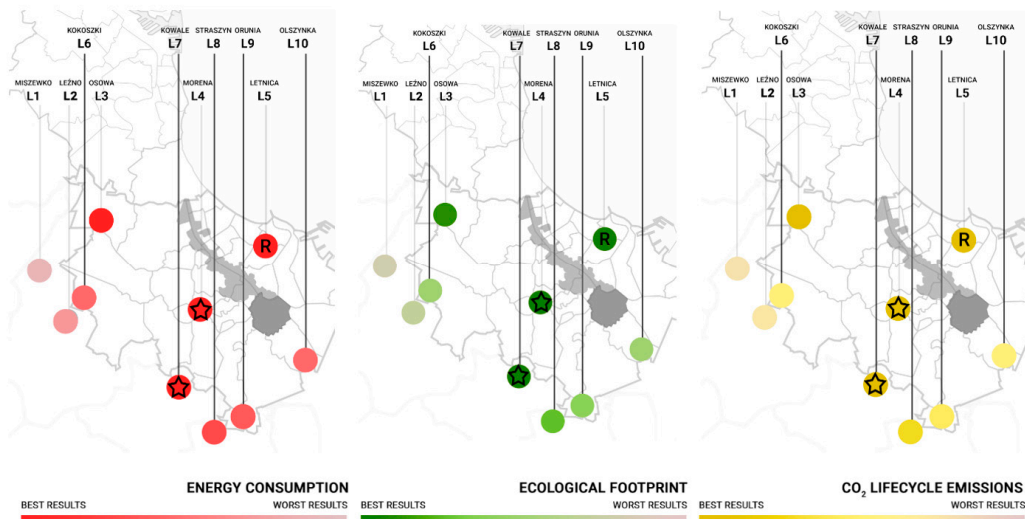 KOKOSZKI
L6
KOWALE
L7
STRASZYN
L8
ORUNIA
L9
OLSZYNKA
L10
MISZEWKO
L1
LEŹNO
L2
OSOWA
L3
MORENA
L4
LETNICA
L5
R
ENERGY CONSUMPTION
BEST RESULTS
WORST RESULTS
KOKOSZKI
L6
KOWALE
L7
STRASZYN
L8
ORUNIA
L9
OLSZYNKA
L10
MISZEWKO
L1
LEŹNO
L2
OSOWA
L3
MORENA
L4
LETNICA
L5
R
ECOLOGICAL FOOTPRINT
BEST RESULTS
WORST RESULTS
KOKOSZKI
L6
KOWALE
L7
STRASZYN
L8
ORUNIA
L9
OLSZYNKA
L10
MISZEWKO
L1
LEŹNO
L2
OSOWA
L3
MORENA
L4
LETNICA
L5
R
CO₂ LIFECYCLE EMISSIONS
BEST RESULTS
WORST RESULTS